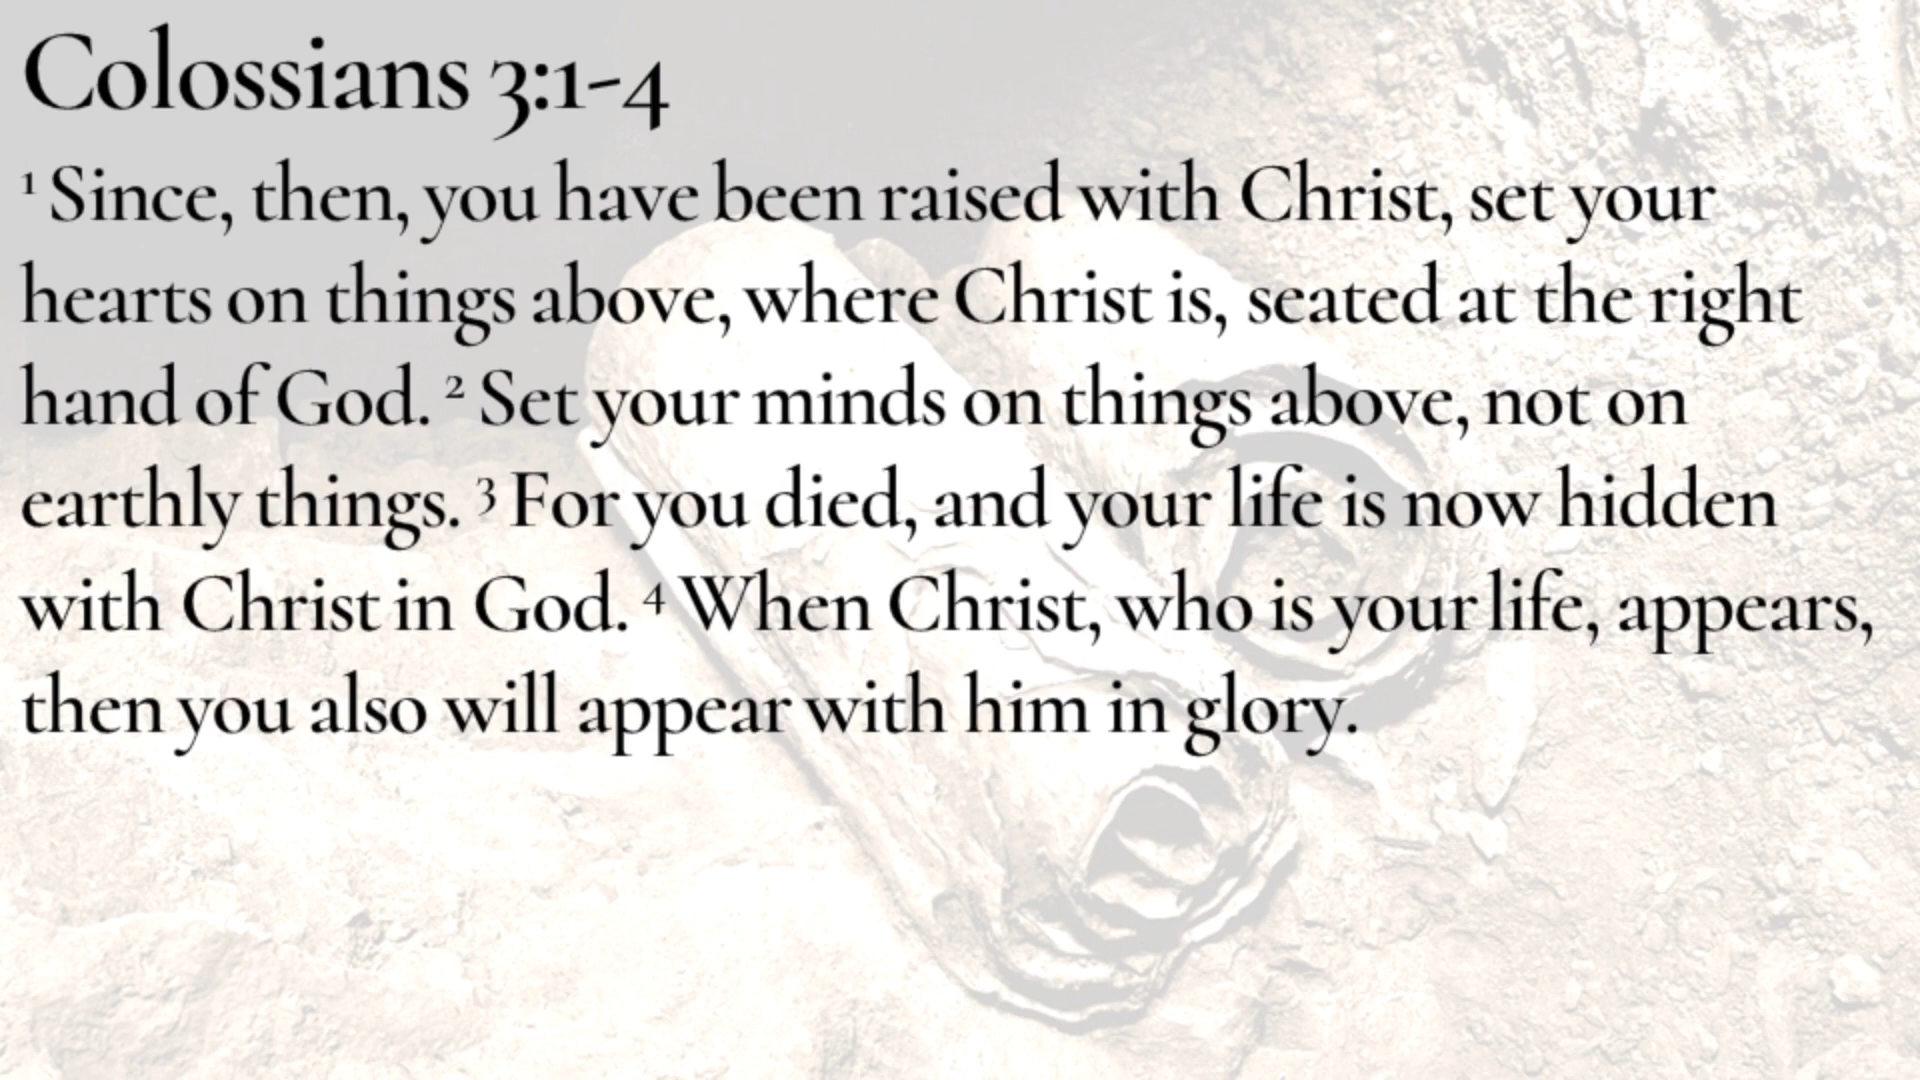 Colossians 3:1-4
¹ Since, then, you have been raised with Christ, set your
hearts on things above, where Christ is, seated at the right
hand of God. ² Set your minds on things above, not on
earthly things. ³ For you died, and your life is now hidden
with Christ in God. ⁴ When Christ, who is your life, appears,
then you also will appear with him in glory.